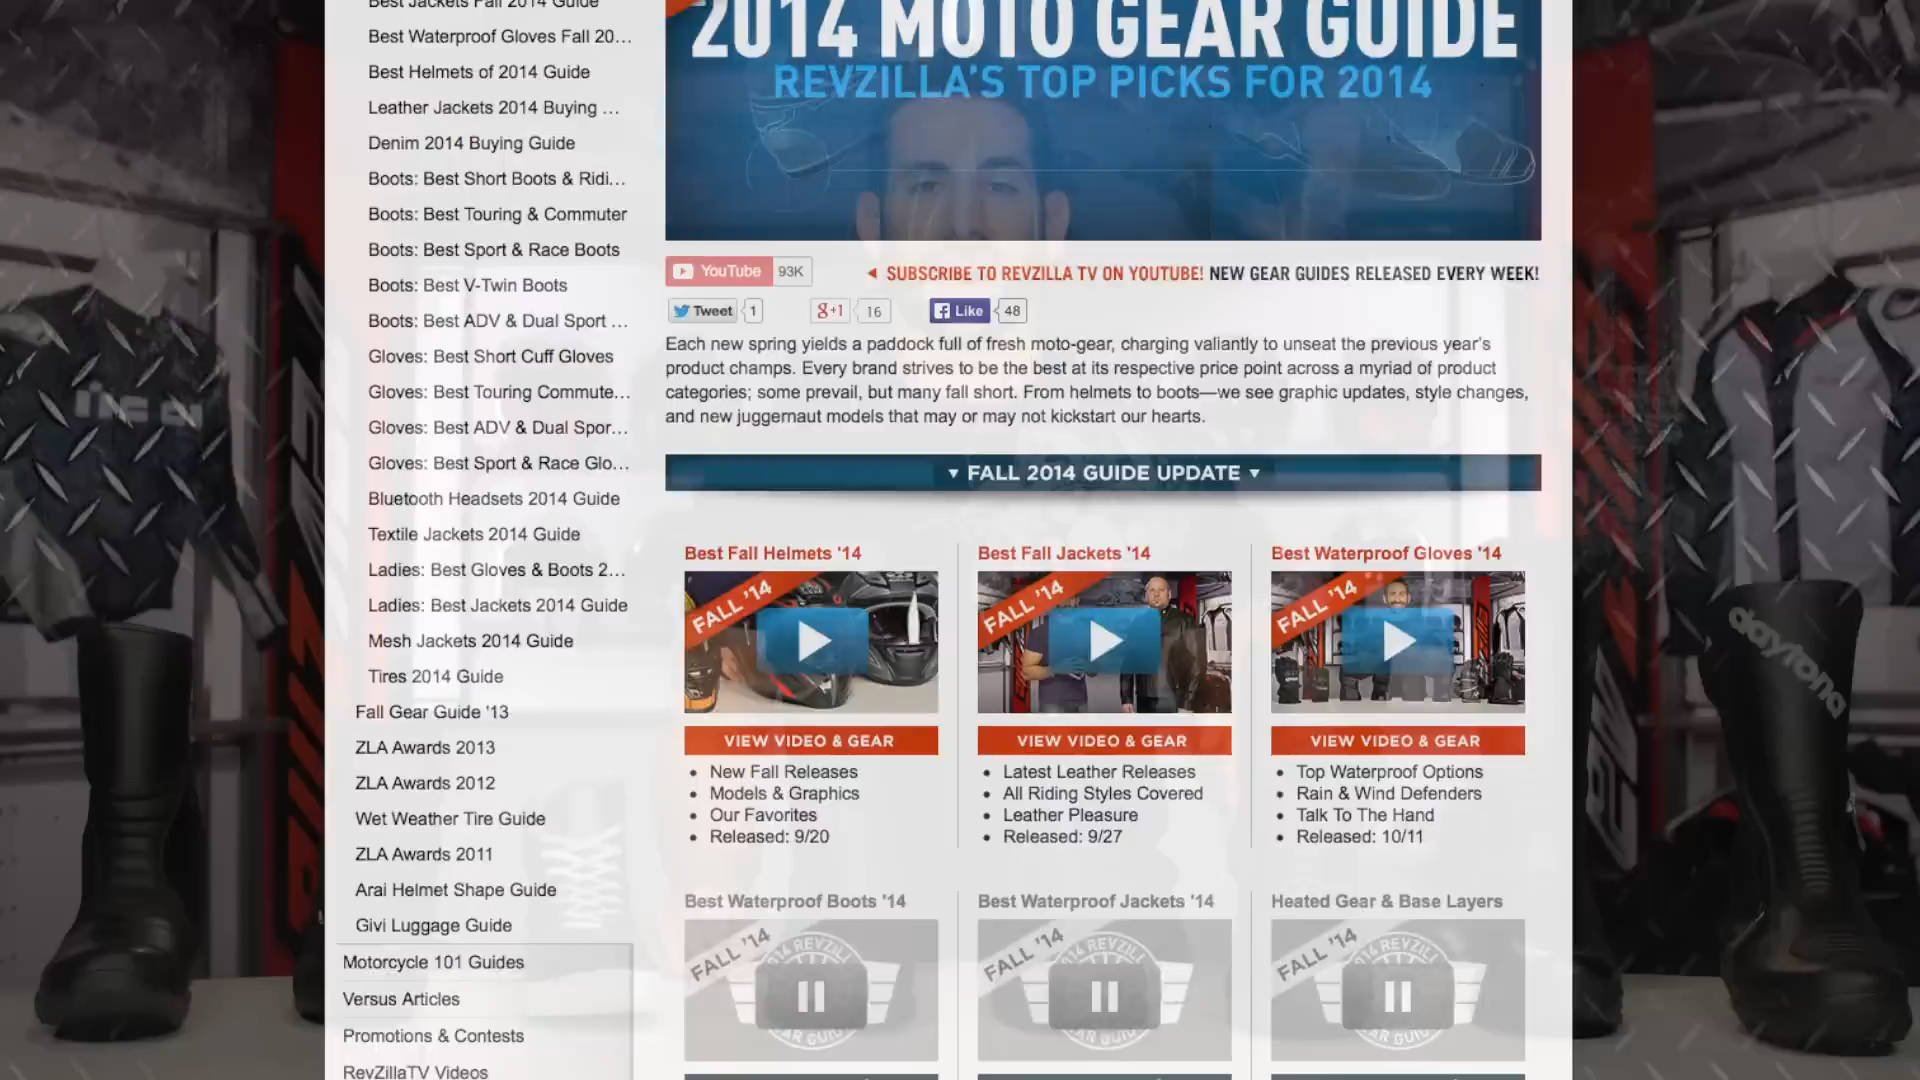 Best Jackets Fall 2014 Guide
Best Waterproof Gloves Fall 20...
Best Helmets of 2014 Guide
Leather Jackets 2014 Buying ...
Denim 2014 Buying Guide
Boots: Best Short Boots & Ridi...
Boots: Best Touring & Commuter
Boots: Best Sport & Race Boots
Boots: Best V-Twin Boots
Boots: Best ADV & Dual Sport ...
Gloves: Best Short Cuff Gloves
Gloves: Best Touring Commute...
Gloves: Best ADV & Dual Spor...
Gloves: Best Sport & Race Glo...
Bluetooth Headsets 2014 Guide
Textile Jackets 2014 Guide
Ladies: Best Gloves & Boots 2...
Ladies: Best Jackets 2014 Guide
Mesh Jackets 2014 Guide
Tires 2014 Guide
Fall Gear Guide '13
ZLA Awards 2013
ZLA Awards 2012
Wet Weather Tire Guide
ZLA Awards 2011
Arai Helmet Shape Guide
Givi Luggage Guide
Motorcycle 101 Guides
Versus Articles
Promotions & Contests
RevZillaTV Videos
2014 MOTO GEAR GUIDE
REVZILLA'S TOP PICKS FOR 2014
YouTube 93K
◄ SUBSCRIBE TO REVZILLA TV ON YOUTUBE! NEW GEAR GUIDES RELEASED EVERY WEEK!
Tweet 1 g+1 16 Like 48
Each new spring yields a paddock full of fresh moto-gear, charging valiantly to unseat the previous year's
product champs. Every brand strives to be the best at its respective price point across a myriad of product
categories; some prevail, but many fall short. From helmets to boots—we see graphic updates, style changes,
and new juggernaut models that may or may not kickstart our hearts.
▼ FALL 2014 GUIDE UPDATE ▼
Best Fall Helmets '14
FALL '14
VIEW VIDEO & GEAR
• New Fall Releases
• Models & Graphics
• Our Favorites
• Released: 9/20
Best Fall Jackets '14
FALL '14
VIEW VIDEO & GEAR
• Latest Leather Releases
• All Riding Styles Covered
• Leather Pleasure
• Released: 9/27
Best Waterproof Gloves '14
FALL '14
VIEW VIDEO & GEAR
• Top Waterproof Options
• Rain & Wind Defenders
• Talk To The Hand
• Released: 10/11
Best Waterproof Boots '14
FALL '14
Best Waterproof Jackets '14
FALL '14
Heated Gear & Base Layers
FALL '14
daytona